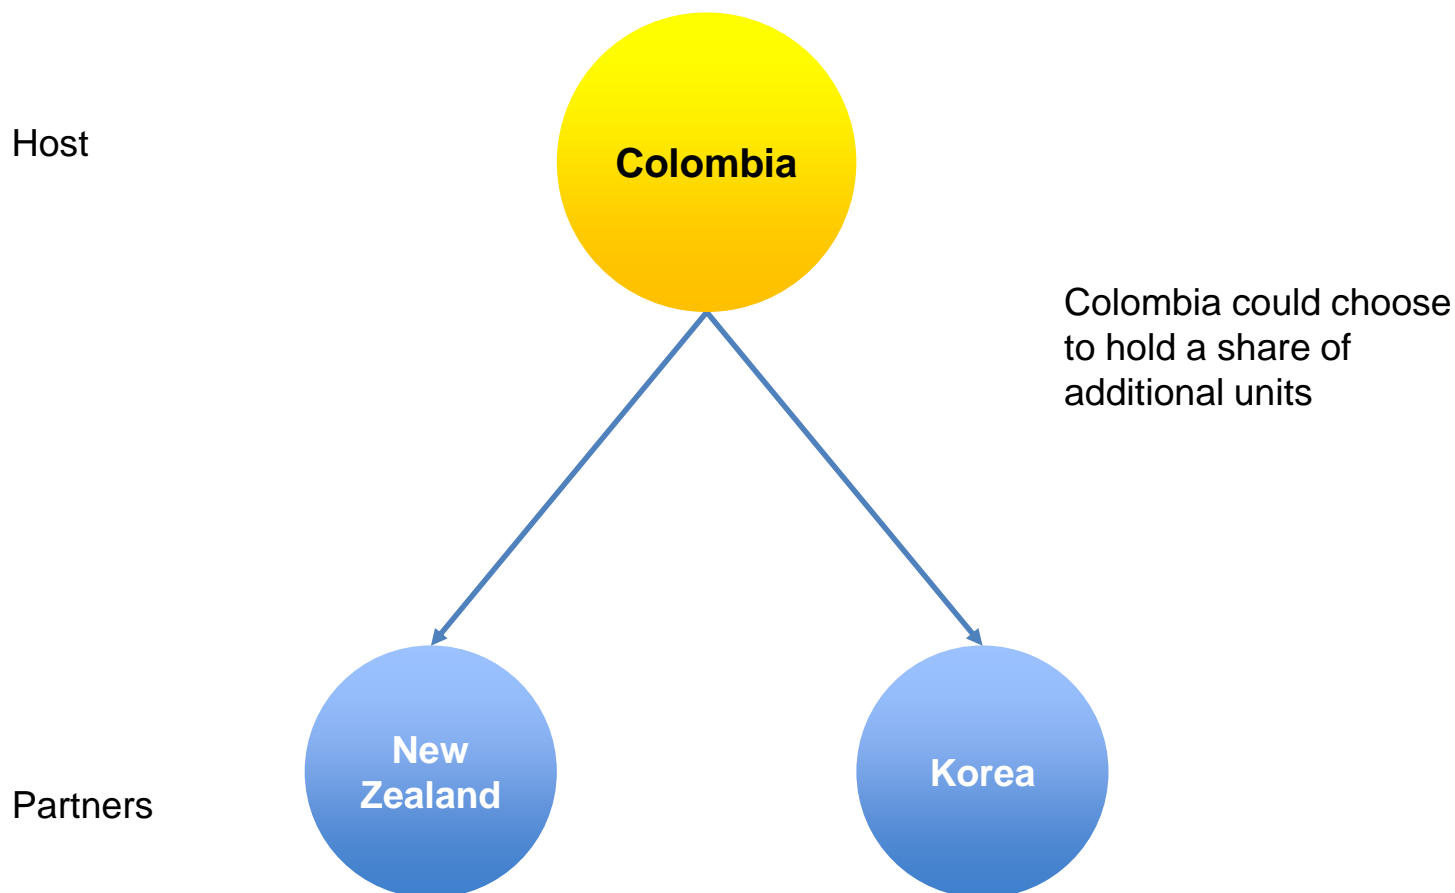 Host
Colombia
Colombia could choose
to hold a share of
additional units
New
Zealand
Korea
Partners